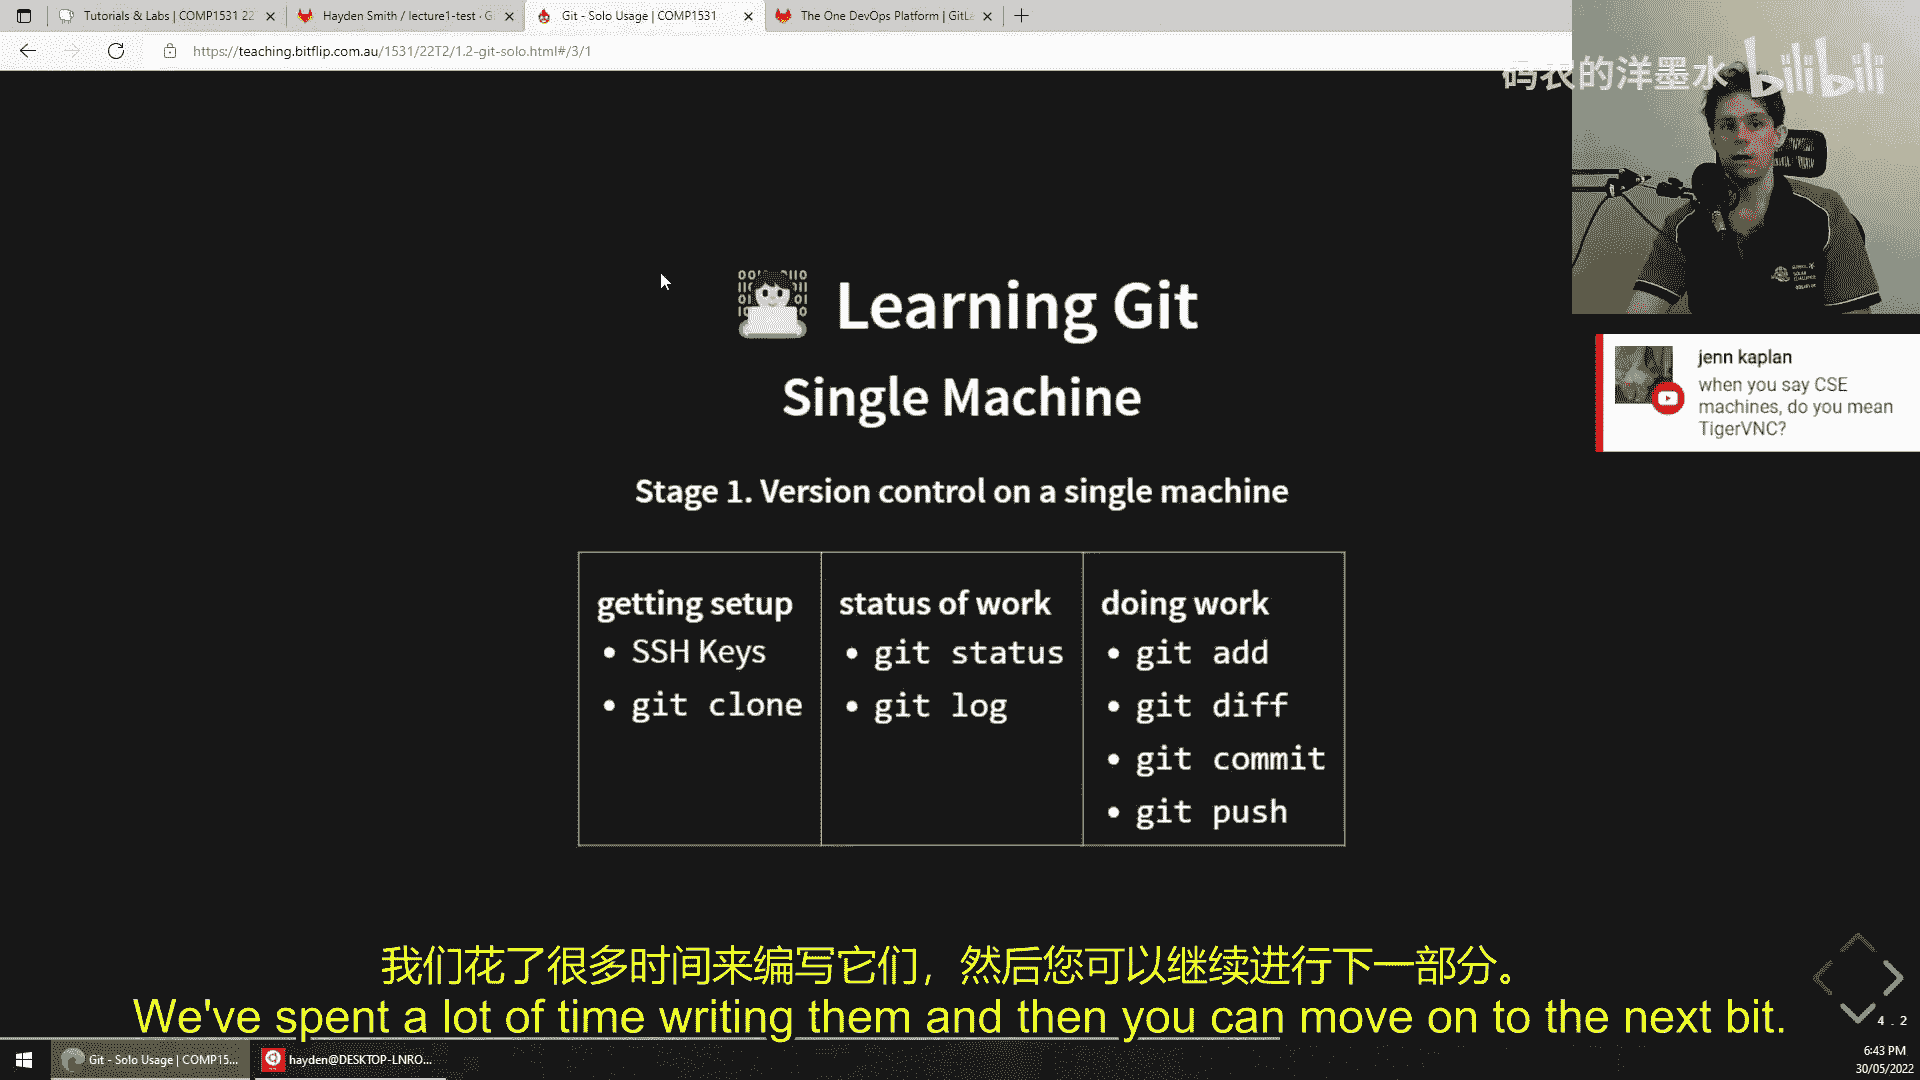 Tutorials & Labs | COMP1531 22
Hayden Smith / lecture1-test · G
Git - Solo Usage | COMP1531
The One DevOps Platform | GitLa
https://teaching.bitflip.com.au/1531/22T2/1.2-git-solo.html#/3/1
码农的洋墨水 bilibili
Learning Git
Single Machine
Stage 1. Version control on a single machine
getting setup
• SSH Keys
• git clone
status of work
• git status
• git log
doing work
• git add
• git diff
• git commit
• git push
jenn kaplan
when you say CSE
machines, do you mean
TigerVNC?
我们花了很多时间来编写它们，然后您可以继续进行下一部分。
We've spent a lot of time writing them and then you can move on to the next bit.
4 . 2
Git - Solo Usage | COMP15...
hayden@DESKTOP-LNRO...
6:43 PM
30/05/2022